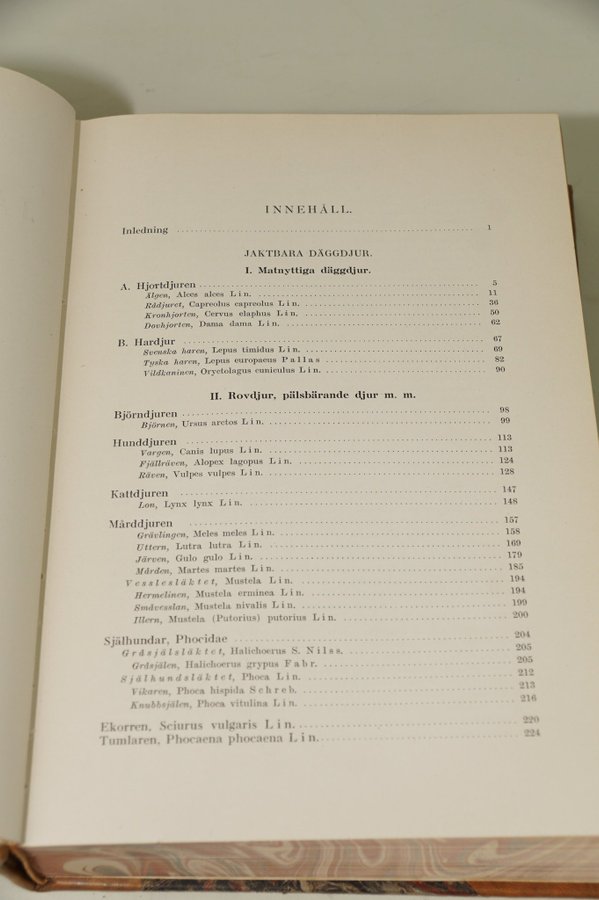 INNEHÅLL.
Inledning 1
JAKTBARA DÄGGDJUR.
I. Matnyttiga däggdjur.
A. Hjortdjuren 5
Älgen, Alces alces Lin. 11
Rådjuret, Capreolus capreolus Lin. 36
Kronhjorten, Cervus elaphus Lin. 50
Dovhjorten, Dama dama Lin. 62
B. Hardjur 67
Svenska haren, Lepus timidus Lin. 69
Tyska haren, Lepus europaeus Pallas 82
Vildkaninen, Oryctolagus cuniculus Lin. 90
II. Rovdjur, pälsbärande djur m. m.
Björndjuren 98
Björnen, Ursus arctos Lin. 99
Hunddjuren 113
Vargen, Canis lupus Lin. 113
Fjällräven, Alopex lagopus Lin. 124
Räven, Vulpes vulpes Lin. 128
Kattdjuren 147
Lon, Lynx lynx Lin. 148
Mårddjuren 157
Grävlingen, Meles meles Lin. 158
Uttern, Lutra lutra Lin. 169
Järven, Gulo gulo Lin. 179
Mården, Martes martes Lin. 185
Vesslesläktet, Mustela Lin. 194
Hermelinen, Mustela erminea Lin. 194
Småvesslan, Mustela nivalis Lin. 199
Illern, Mustela (Putorius) putorius Lin. 200
Själhundar, Phocidae 204
Gråsjälsläktet, Halichoerus S. Nilss. 205
Gråsjälen, Halichoerus grypus Fabr. 205
Själhundsläktet, Phoca Lin. 212
Vikaren, Phoca hispida Schreb. 213
Knubbsjälen, Phoca vitulina Lin. 216
Ekorren, Sciurus vulgaris Lin. 220
Tumlaren, Phocaena phocaena Lin. 224